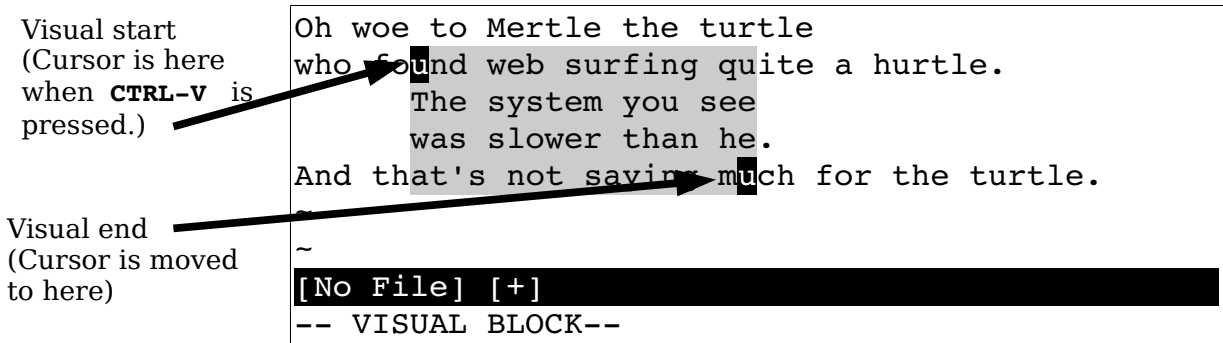 Visual start
(Cursor is here
when CTRL-V is
pressed.)
Visual end
(Cursor is moved
to here)
Oh woe to Mertle the turtle
who found web surfing quite a hurtle.
The system you see
was slower than he.
And that's not saying much for the turtle.
~
~
[No File] [+]
-- VISUAL BLOCK--